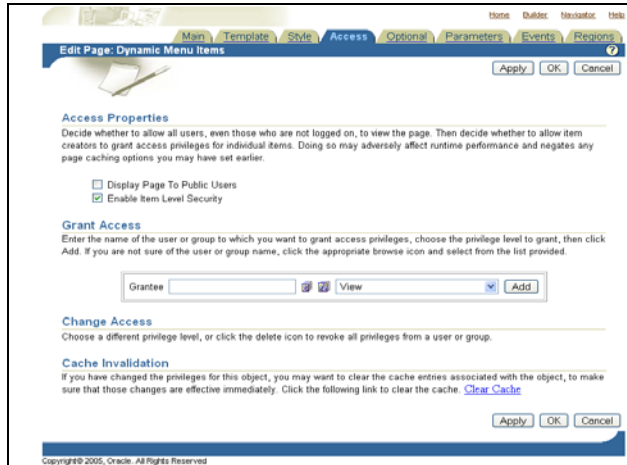 Home Builder Navigator Help
Main Template Style Access Optional Parameters Events Regions
Edit Page: Dynamic Menu Items ?
Apply OK Cancel
Access Properties
Decide whether to allow all users, even those who are not logged on, to view the page. Then decide whether to allow item
creators to grant access privileges for individual items. Doing so may adversely affect runtime performance and negates any
page caching options you may have set earlier.
Display Page To Public Users
Enable Item Level Security
Grant Access
Enter the name of the user or group to which you want to grant access privileges, choose the privilege level to grant, then click
Add. If you are not sure of the user or group name, click the appropriate browse icon and select from the list provided.
Grantee View Add
Change Access
Choose a different privilege level, or click the delete icon to revoke all privileges from a user or group.
Cache Invalidation
If you have changed the privileges for this object, you may want to clear the cache entries associated with the object, to make
sure that those changes are effective immediately. Click the following link to clear the cache. Clear Cache
Apply OK Cancel
Copyright© 2005, Oracle. All Rights Reserved